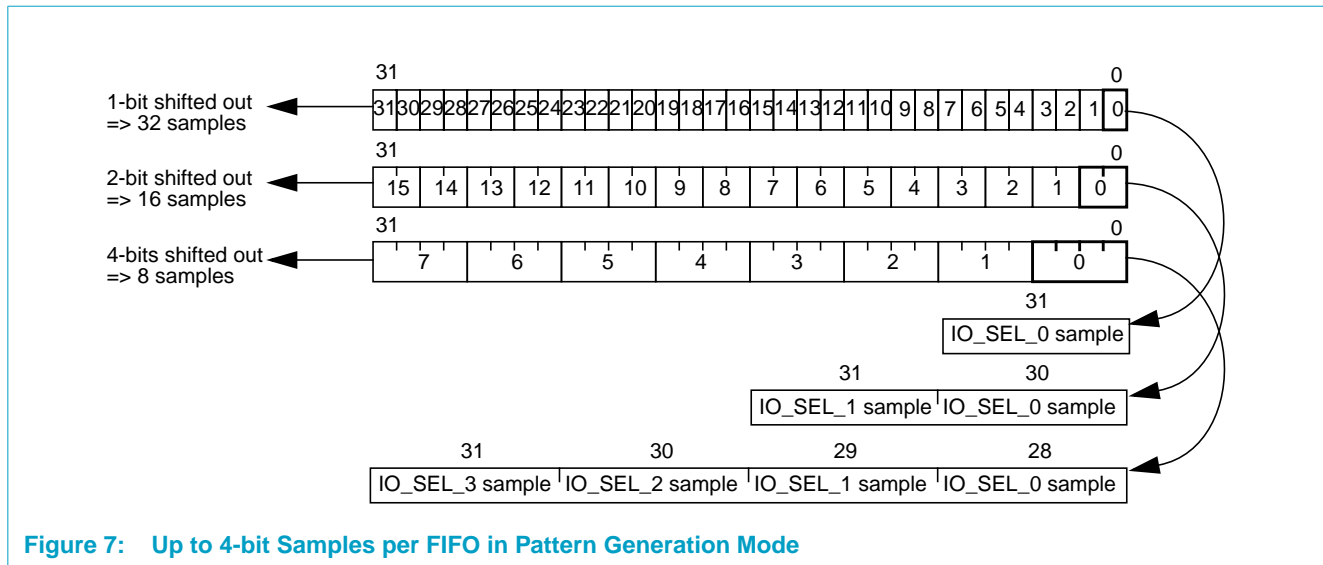 31 0
1-bit shifted out
=> 32 samples
31 30 29 28 27 26 25 24 23 22 21 20 19 18 17 16 15 14 13 12 11 10 9 8 7 6 5 4 3 2 1 0
31 0
2-bit shifted out
=> 16 samples
15 14 13 12 11 10 9 8 7 6 5 4 3 2 1 0
31 0
4-bits shifted out
=> 8 samples
7 6 5 4 3 2 1 0
31
IO_SEL_0 sample
31 30
IO_SEL_1 sample IO_SEL_0 sample
31 30 29 28
IO_SEL_3 sample IO_SEL_2 sample IO_SEL_1 sample IO_SEL_0 sample
Figure 7: Up to 4-bit Samples per FIFO in Pattern Generation Mode